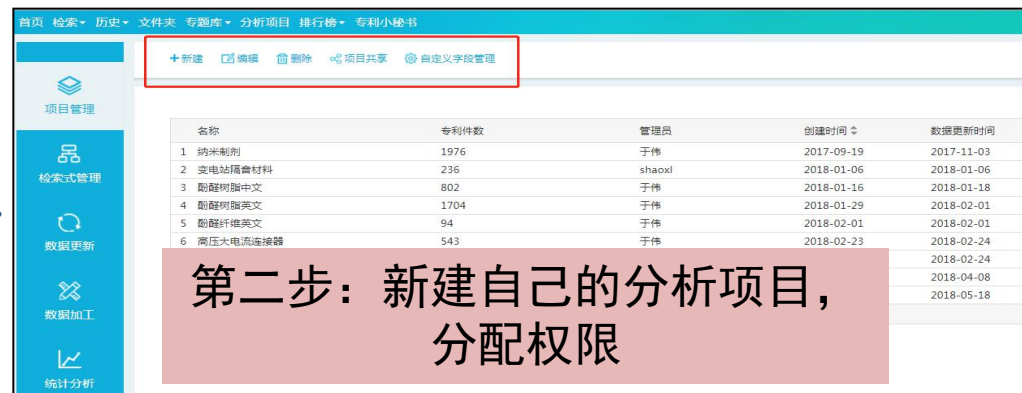 首页 检索 历史 文件夹 专题库 分析项目 排行榜 专利小秘书
+新建 编辑 删除 项目共享 自定义字段管理
项目管理
检索式管理
数据更新
数据加工
统计分析
名称 专利件数 管理员 创建时间 数据更新时间
1 纳米制剂 1976 于伟 2017-09-19 2017-11-03
2 变电站隔音材料 236 shaoxl 2018-01-06 2018-01-06
3 酚醛树脂中文 802 于伟 2018-01-16 2018-01-18
4 酚醛树脂英文 1704 于伟 2018-01-29 2018-02-01
5 酚醛纤维英文 94 于伟 2018-02-01 2018-02-01
6 高压大电流连接器 543 于伟 2018-02-23 2018-02-24
2018-02-24
2018-04-08
2018-05-18
第二步：新建自己的分析项目，
分配权限